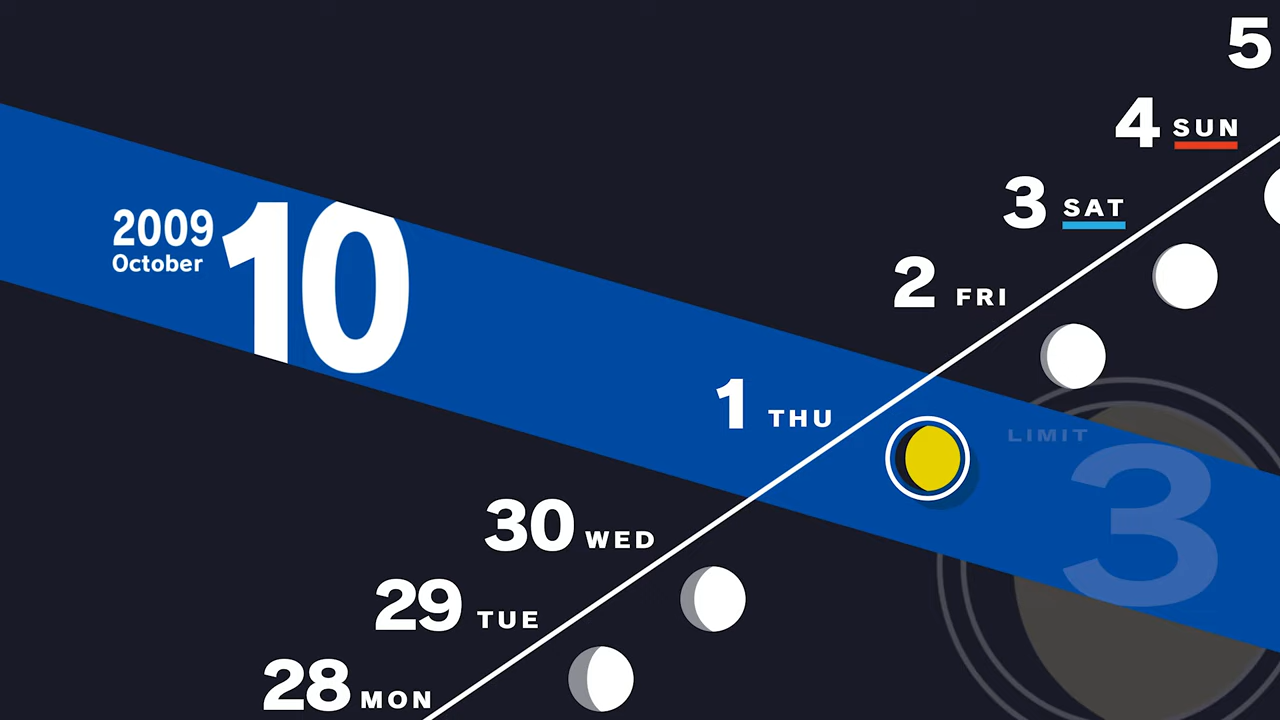 5
4 SUN
3 SAT
2 FRI
2009
October
10
1 THU
LIMIT
3
30 WED
29 TUE
28 MON